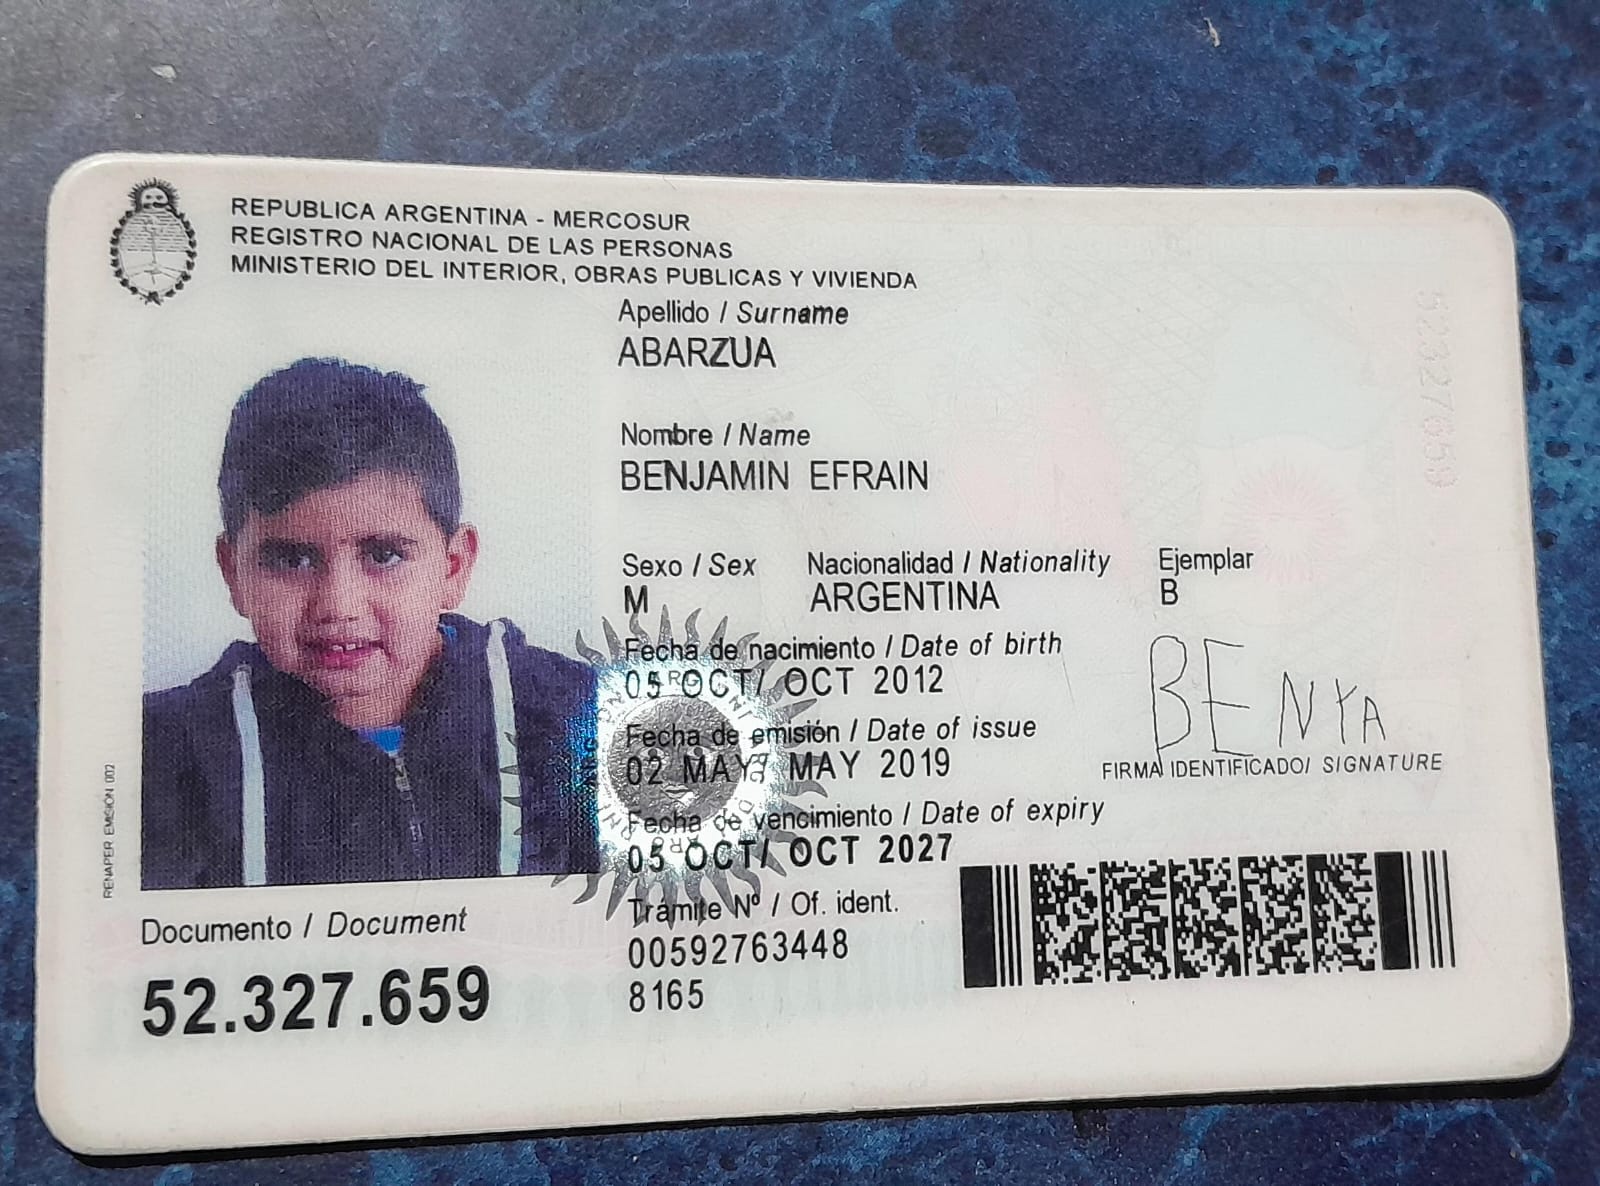 REPUBLICA ARGENTINA - MERCOSUR
REGISTRO NACIONAL DE LAS PERSONAS
MINISTERIO DEL INTERIOR, OBRAS PUBLICAS Y VIVIENDA
Apellido / Surname
ABARZUA
Nombre / Name
BENJAMIN EFRAIN
Sexo / Sex Nacionalidad / Nationality Ejemplar
M ARGENTINA B
Fecha de nacimiento / Date of birth
05 OCT/ OCT 2012
Fecha de emisión / Date of issue
02 MAY/ MAY 2019
BENYA
FIRMA IDENTIFICADO/ SIGNATURE
Fecha de vencimiento / Date of expiry
05 OCT/ OCT 2027
Trámite Nº / Of. ident.
00592763448
8165
Documento / Document
52.327.659
RENAPER EMISION 002
52327659